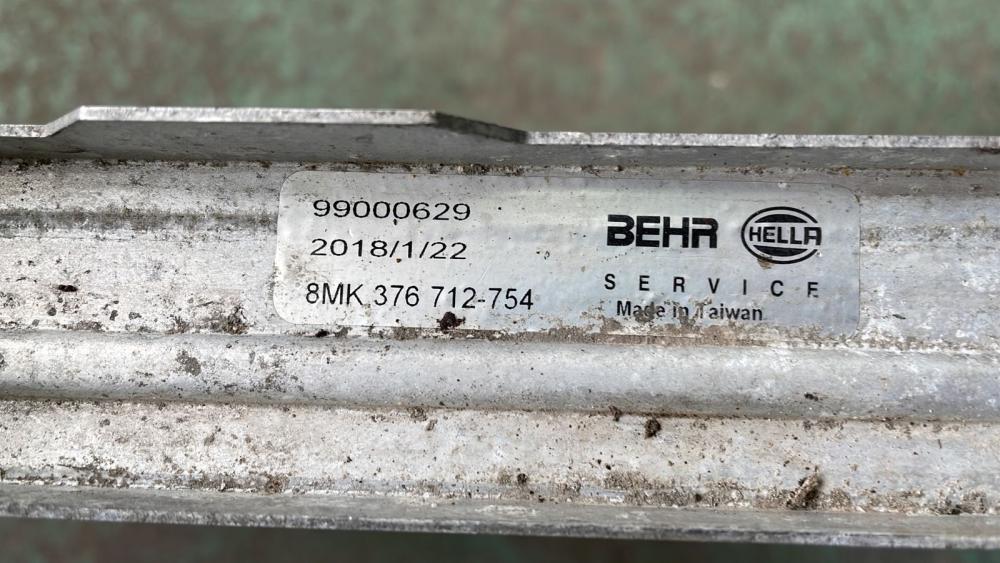 99000629
2018/1/22
8MK 376 712-754
BEHR HELLA
SERVICE
Made in Taiwan